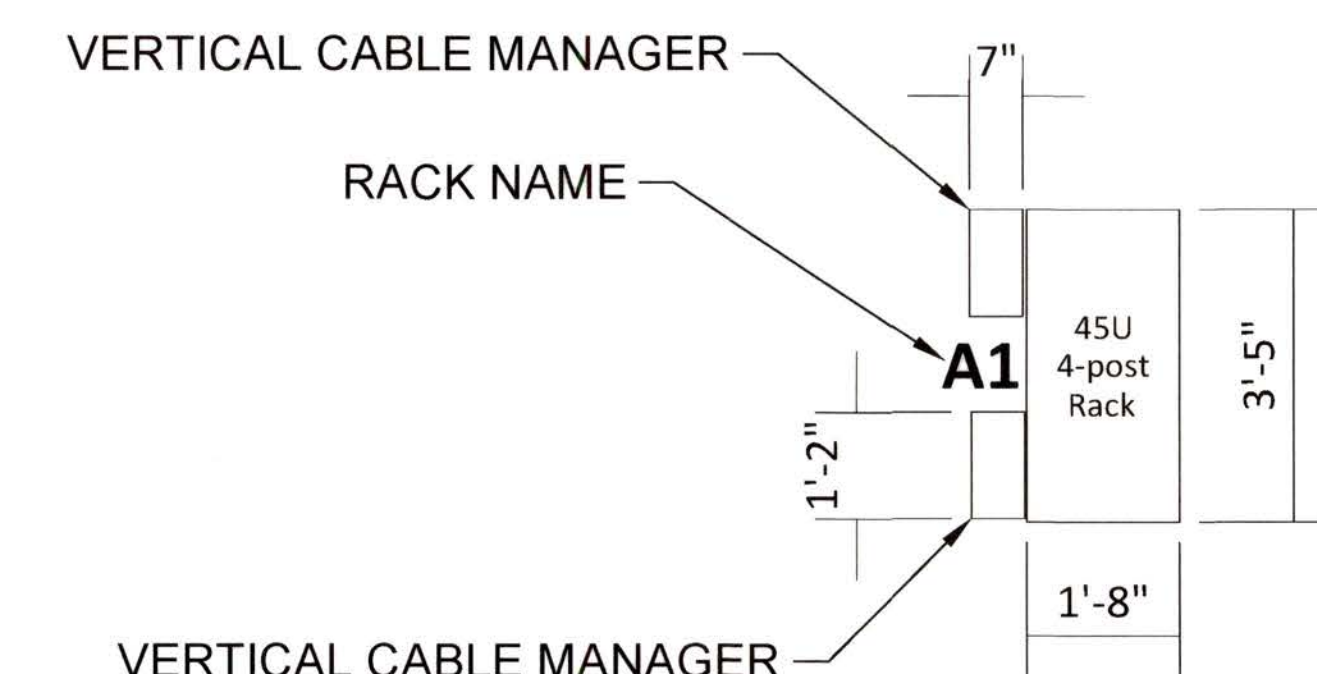 VERTICAL CABLE MANAGER
7"
RACK NAME
45U
4-post
Rack
3'-5"
A1
1'-2"
1'-8"
VERTICAL CABLE MANAGER